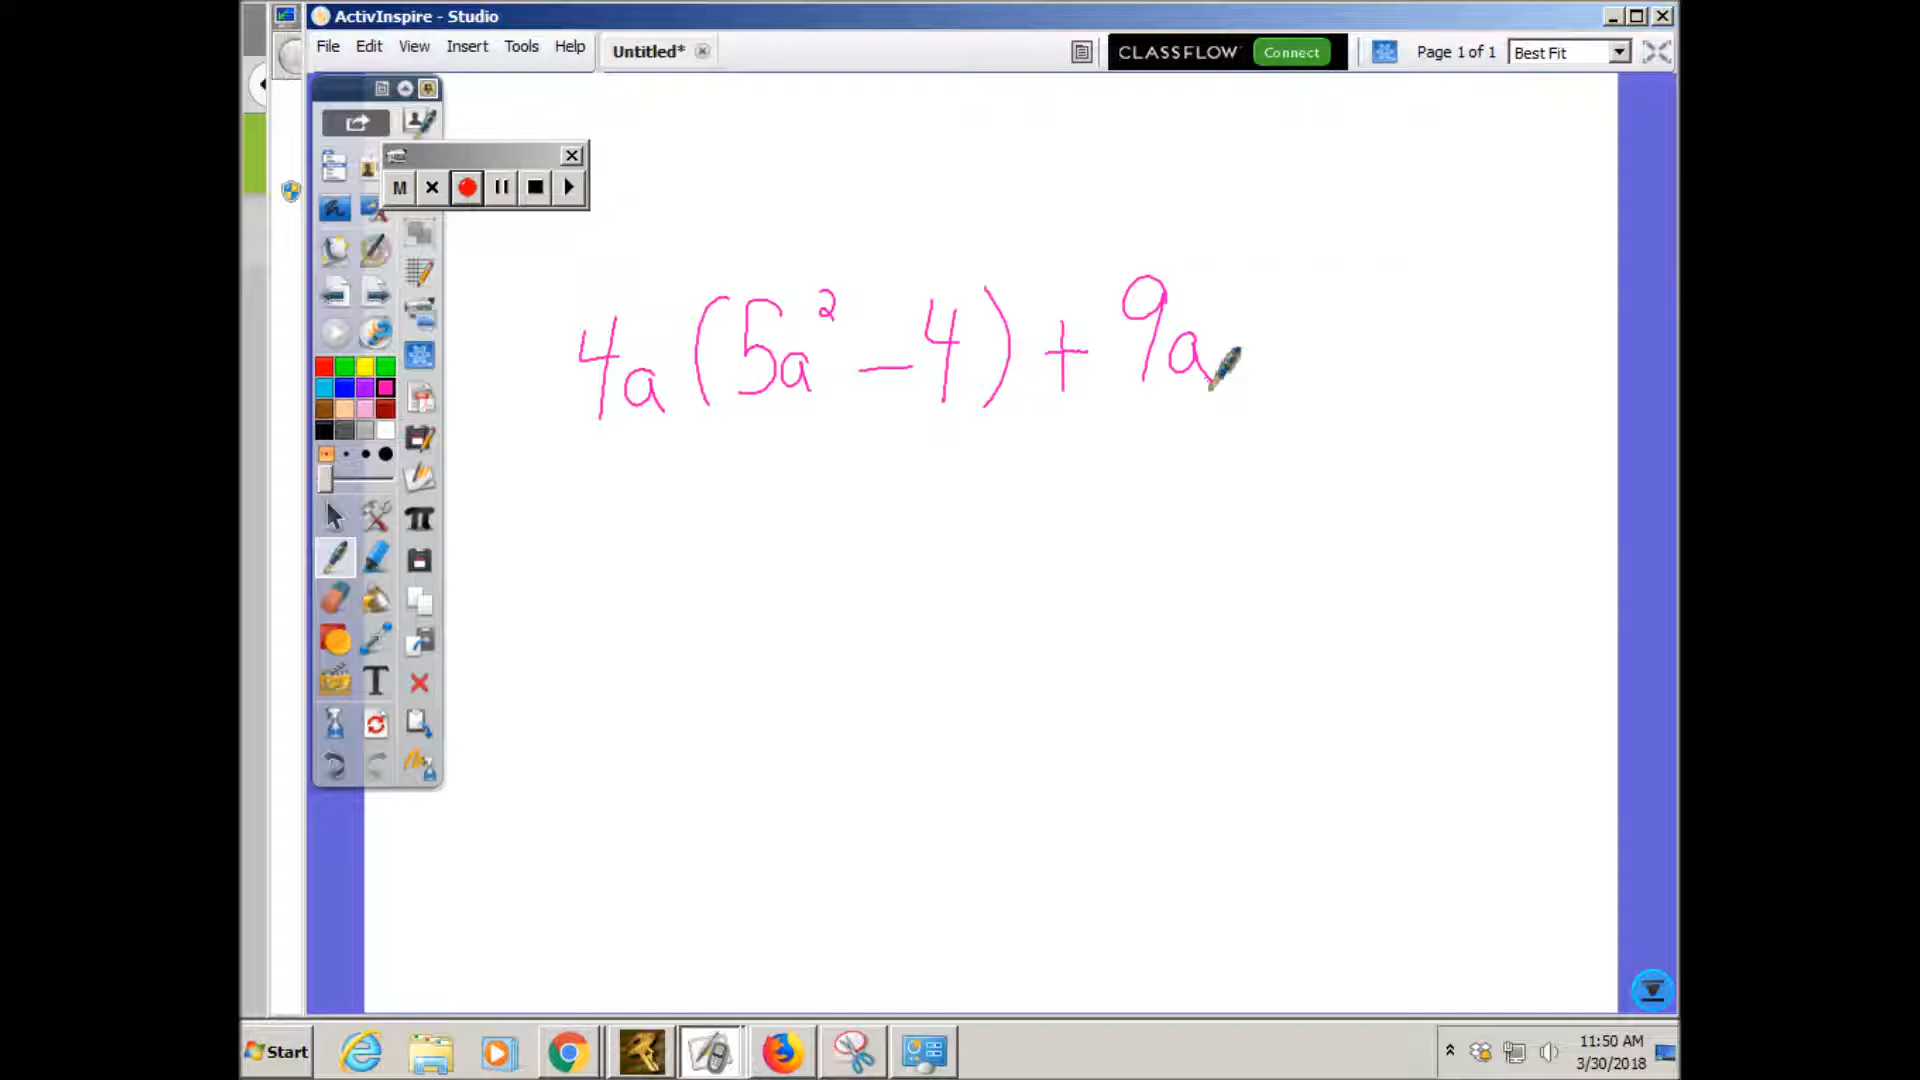 ActivInspire - Studio
File Edit View Insert Tools Help
Untitled*
CLASSFLOW Connect
Page 1 of 1
Best Fit
M
4a(5a² - 4) + 9a
π
T
Start
11:50 AM
3/30/2018